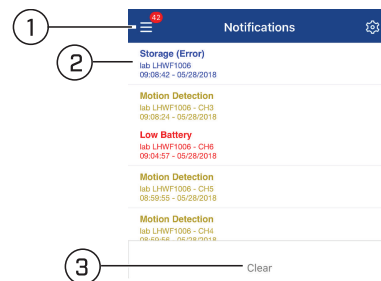 1
42
Notifications
2
Storage (Error)
lab LHWF1006
09:08:42 - 05/28/2018
Motion Detection
lab LHWF1006 - CH3
09:08:24 - 05/28/2018
Low Battery
lab LHWF1006 - CH6
09:04:57 - 05/28/2018
Motion Detection
lab LHWF1006 - CH5
08:59:55 - 05/28/2018
Motion Detection
lab LHWF1006 - CH4
3
Clear